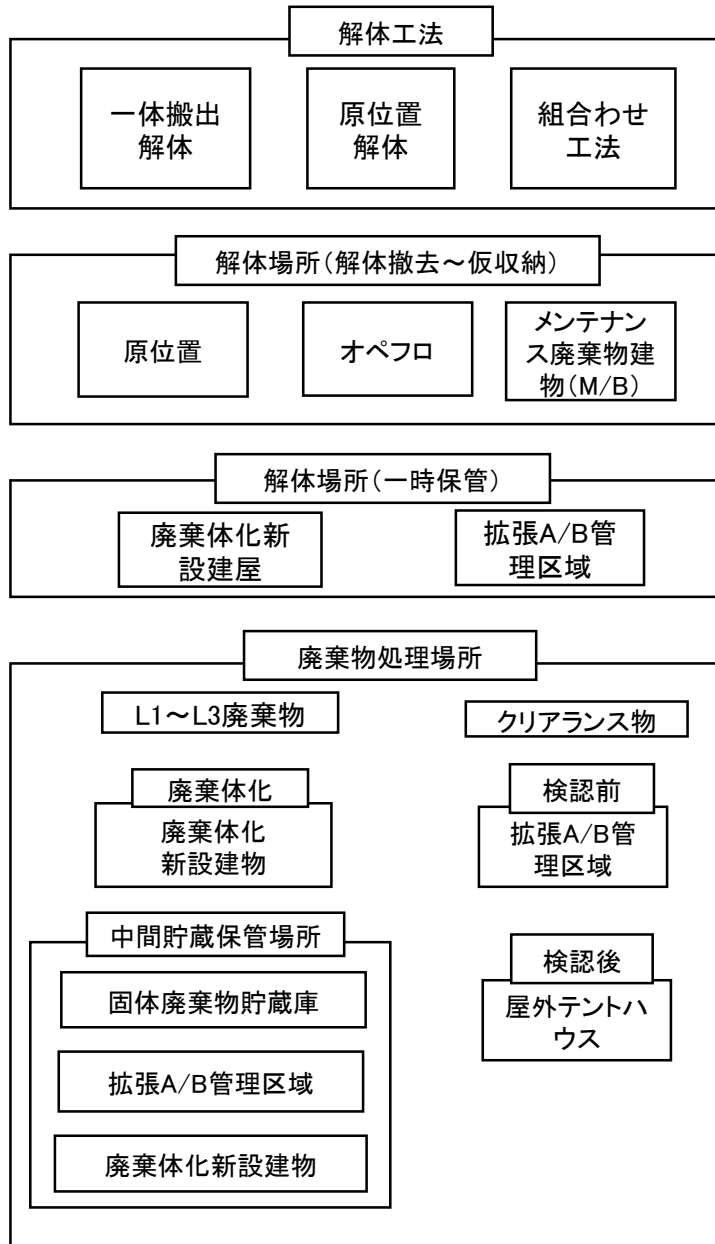 解体工法
一体搬出
解体
原位置
解体
組合わせ
工法
解体場所(解体撤去～仮収納)
原位置
オペフロ
メンテナン
ス廃棄物建
物(M/B)
解体場所(一時保管)
廃棄体化新
設建屋
拡張A/B管
理区域
廃棄物処理場所
L1～L3廃棄物
クリアランス物
廃棄体化
廃棄体化
新設建物
検認前
拡張A/B管
理区域
中間貯蔵保管場所
固体廃棄物貯蔵庫
拡張A/B管理区域
廃棄体化新設建物
検認後
屋外テントハ
ウス